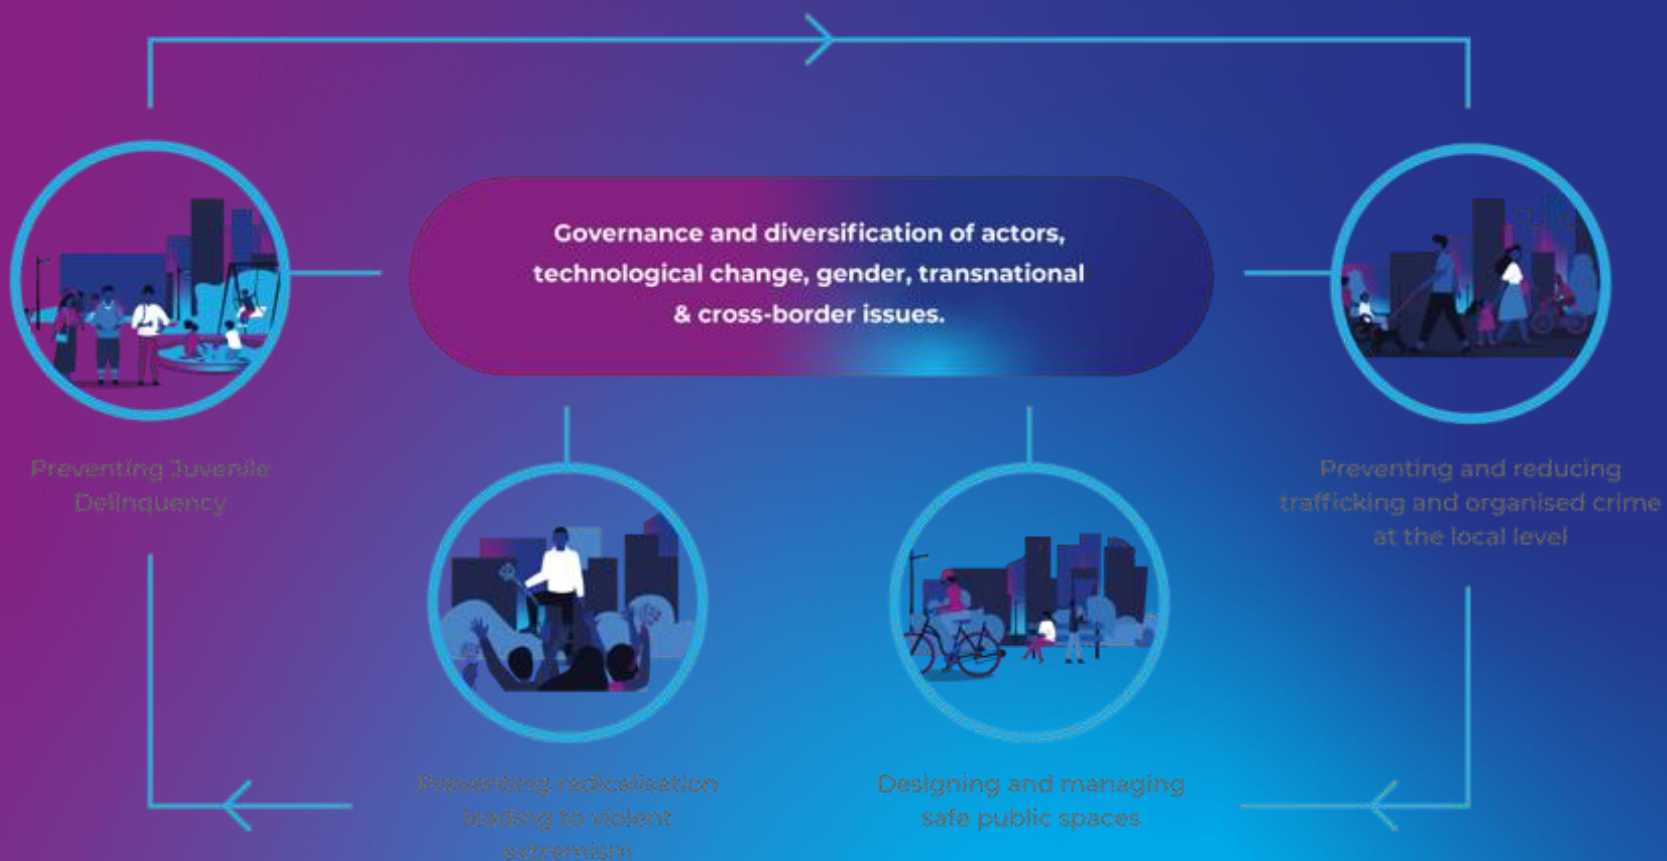 Governance and diversification of actors,
technological change, gender, transnational
& cross-border issues.
Preventing Juvenile
Delinquency
Preventing and reducing
trafficking and organised crime
at the local level
Preventing radicalisation
leading to violent
extremism
Designing and managing
safe public spaces